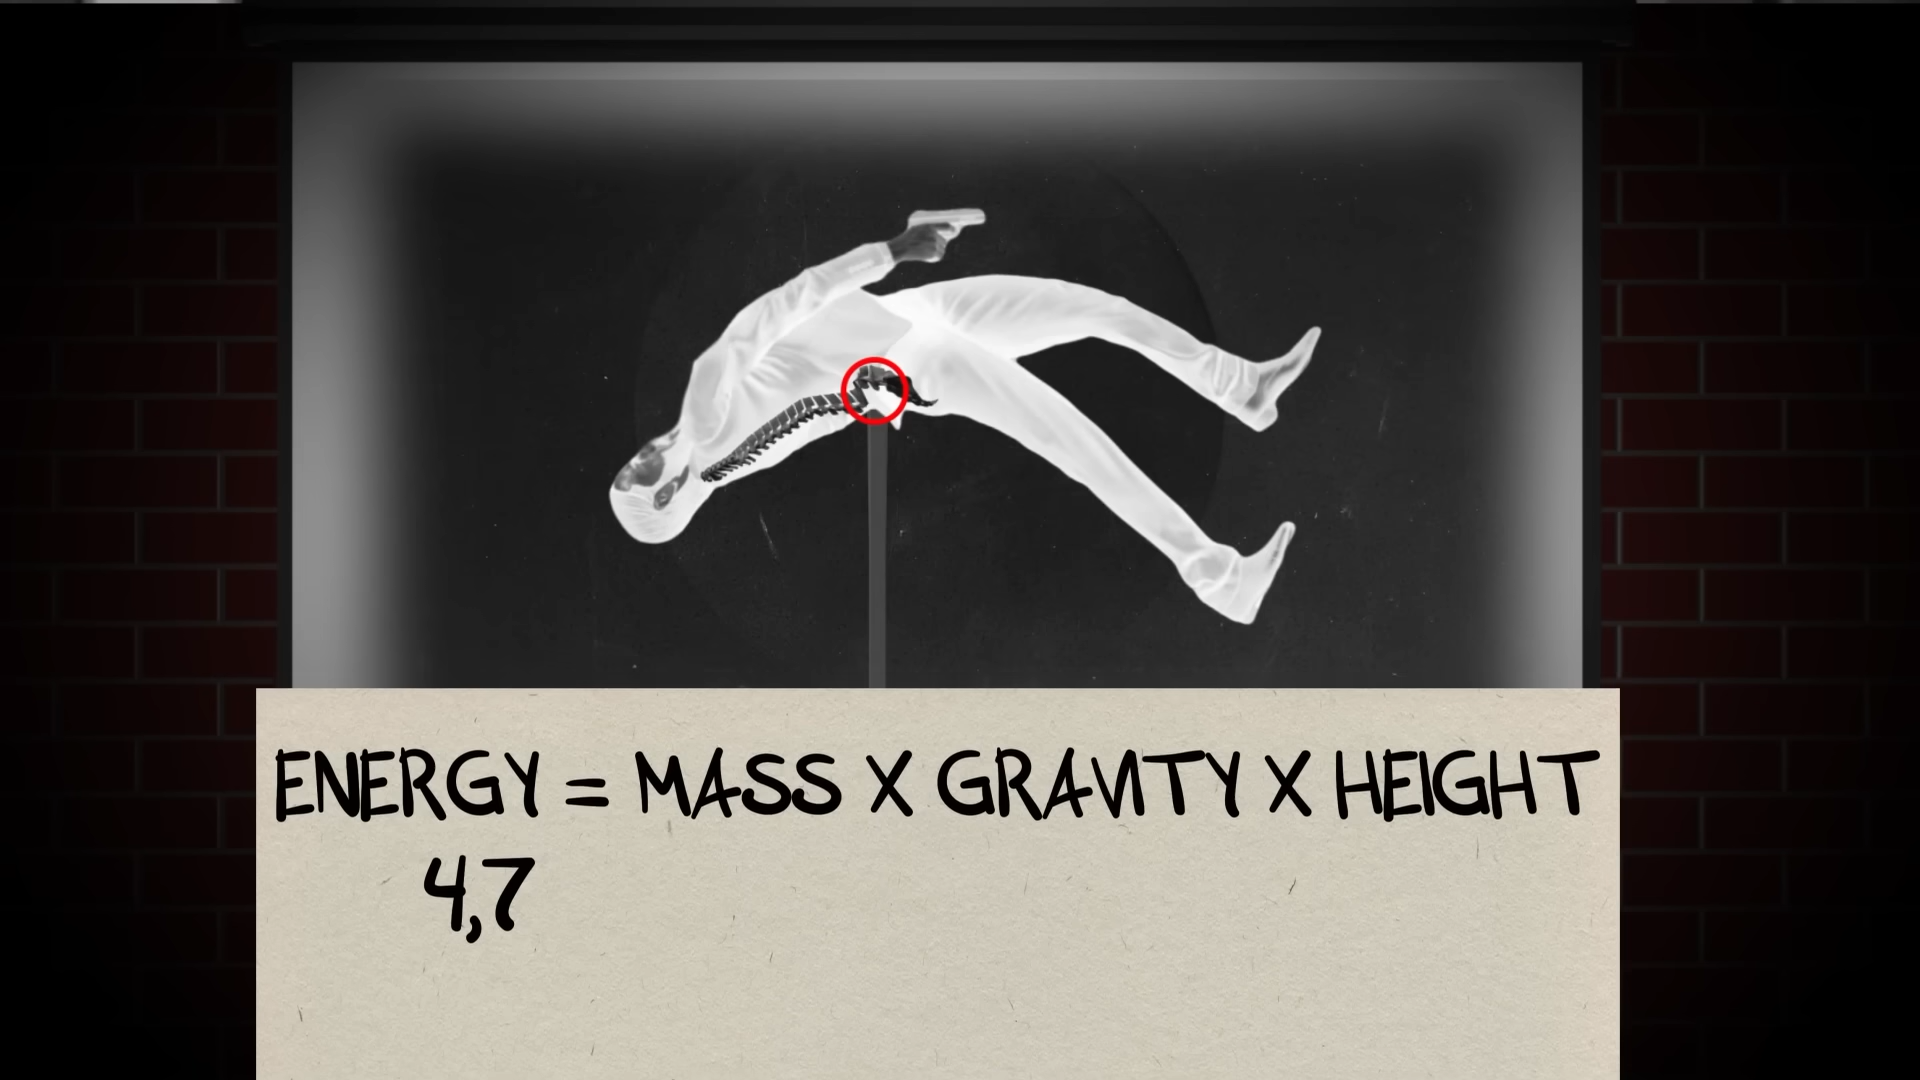 ENERGY = MASS X GRAVITY X HEIGHT
4,7